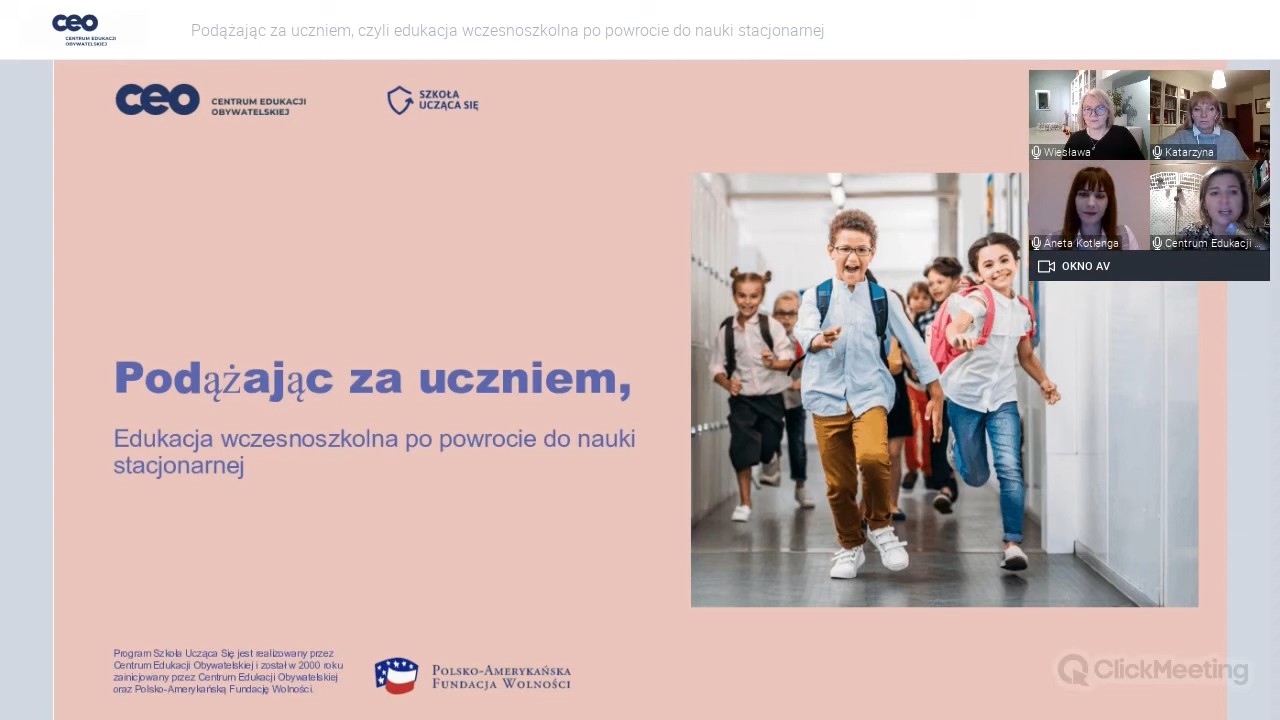 ceo
CENTRUM EDUKACJI
OBYWATELSKIEJ
Podążając za uczniem, czyli edukacja wczesnoszkolna po powrocie do nauki stacjonarnej
ceo
CENTRUM EDUKACJI
OBYWATELSKIEJ
SZKOŁA
UCZĄCA SIĘ
Wiesława
Katarzyna
Aneta Kotlenga
Centrum Edukacji ...
OKNO AV
Podążając za uczniem,
Edukacja wczesnoszkolna po powrocie do nauki
stacjonarnej
Program Szkoła Ucząca Się jest realizowany przez
Centrum Edukacji Obywatelskiej i został w 2000 roku
zainicjowany przez Centrum Edukacji Obywatelskiej
oraz Polsko-Amerykańską Fundację Wolności.
POLSKO-AMERYKAŃSKA
FUNDACJA WOLNOŚCI
ClickMeeting